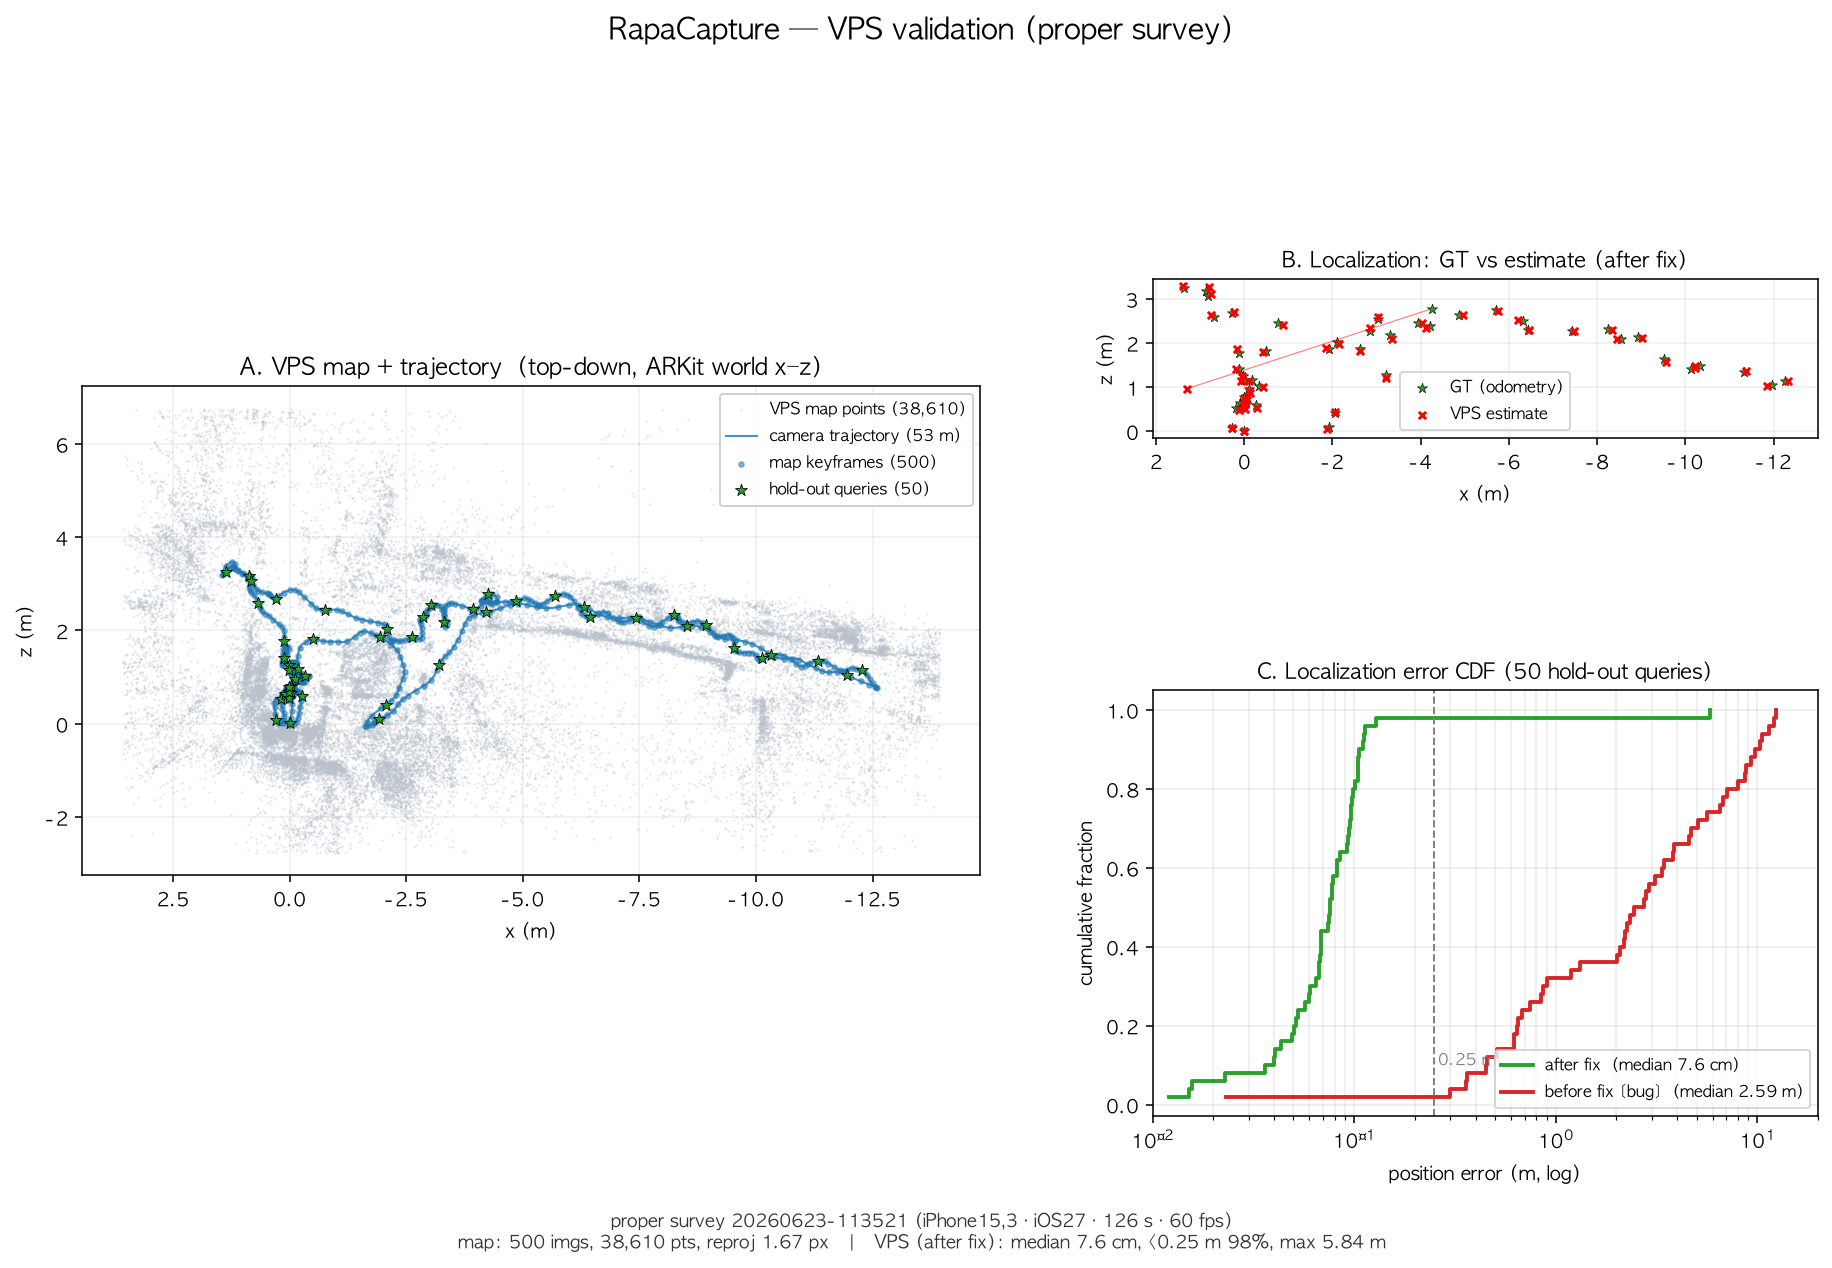 RapaCapture — VPS validation (proper survey)
A. VPS map + trajectory (top-down, ARKit world x-z)
VPS map points (38,610)
camera trajectory (53 m)
map keyframes (500)
hold-out queries (50)
6
4
2
0
-2
z (m)
2.5 0.0 -2.5 -5.0 -7.5 -10.0 -12.5
x (m)
B. Localization: GT vs estimate (after fix)
3
2
1
0
z (m)
GT (odometry)
VPS estimate
2 0 -2 -4 -6 -8 -10 -12
x (m)
C. Localization error CDF (50 hold-out queries)
1.0
0.8
0.6
0.4
0.2
0.0
cumulative fraction
0.25
after fix (median 7.6 cm)
before fix [bug] (median 2.59 m)
10¤2 10¤1 10⁰ 10¹
position error (m, log)
proper survey 20260623-113521 (iPhone15,3 · iOS27 · 126 s · 60 fps)
map: 500 imgs, 38,610 pts, reproj 1.67 px | VPS (after fix): median 7.6 cm, <0.25 m 98%, max 5.84 m